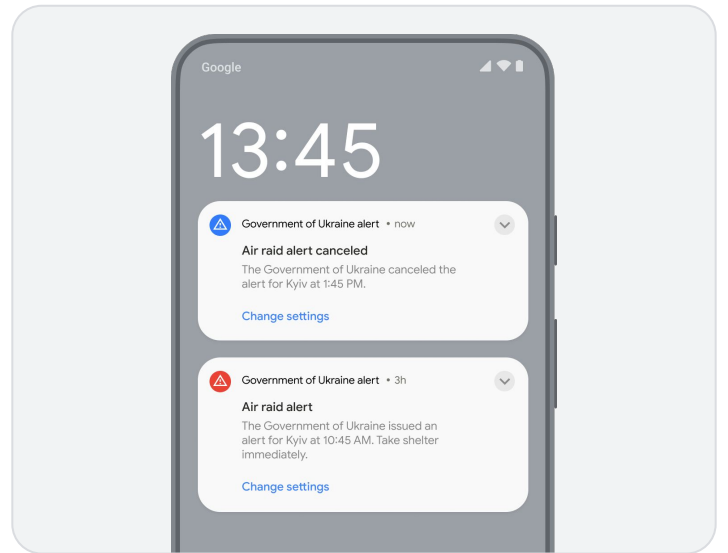 Google
13:45
Government of Ukraine alert • now
Air raid alert canceled
The Government of Ukraine canceled the
alert for Kyiv at 1:45 PM.
Change settings
Government of Ukraine alert • 3h
Air raid alert
The Government of Ukraine issued an
alert for Kyiv at 10:45 AM. Take shelter
immediately.
Change settings